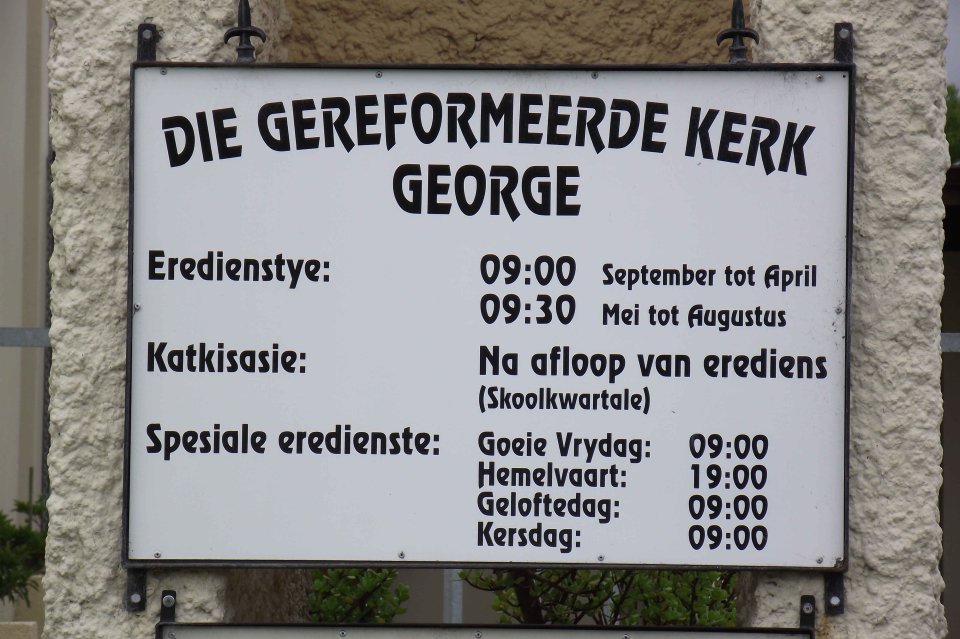 DIE GEREFORMEERDE KERK
GEORGE
Eredienstye: 09:00 September tot April
09:30 Mei tot Augustus
Katkisasie: Na afloop van erediens
(Skoolkwartale)
Spesiale eredienste: Goeie Vrydag: 09:00
Hemelvaart: 19:00
Geloftedag: 09:00
Kersdag: 09:00